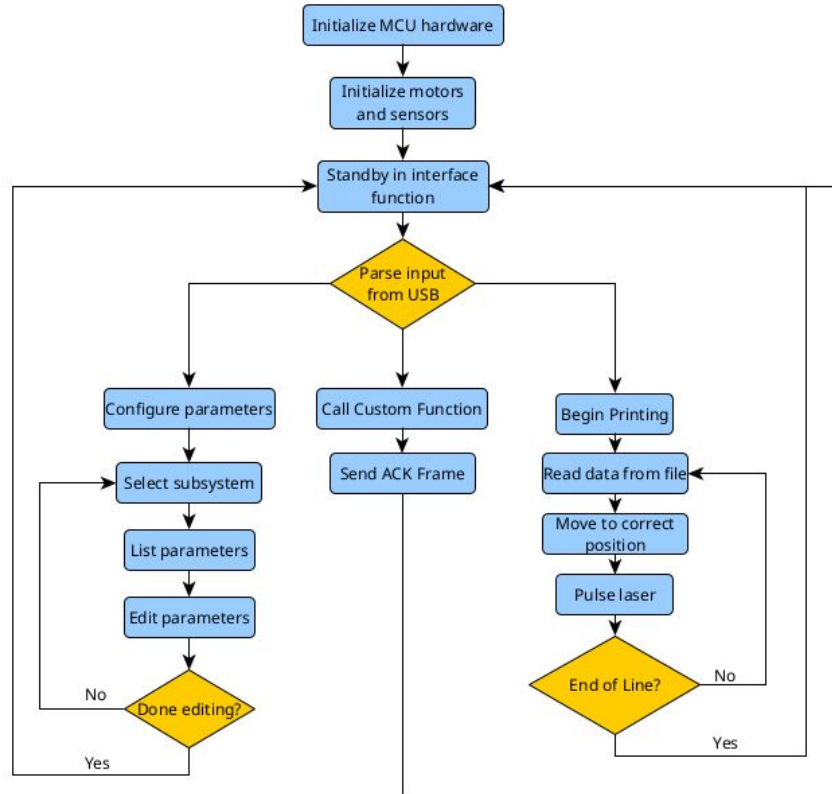 Initialize MCU hardware
Initialize motors
and sensors
Standby in interface
function
Parse input
from USB
Configure parameters
Select subsystem
List parameters
Edit parameters
Done editing?
No
Yes
Call Custom Function
Send ACK Frame
Begin Printing
Read data from file
Move to correct
position
Pulse laser
End of Line?
No
Yes